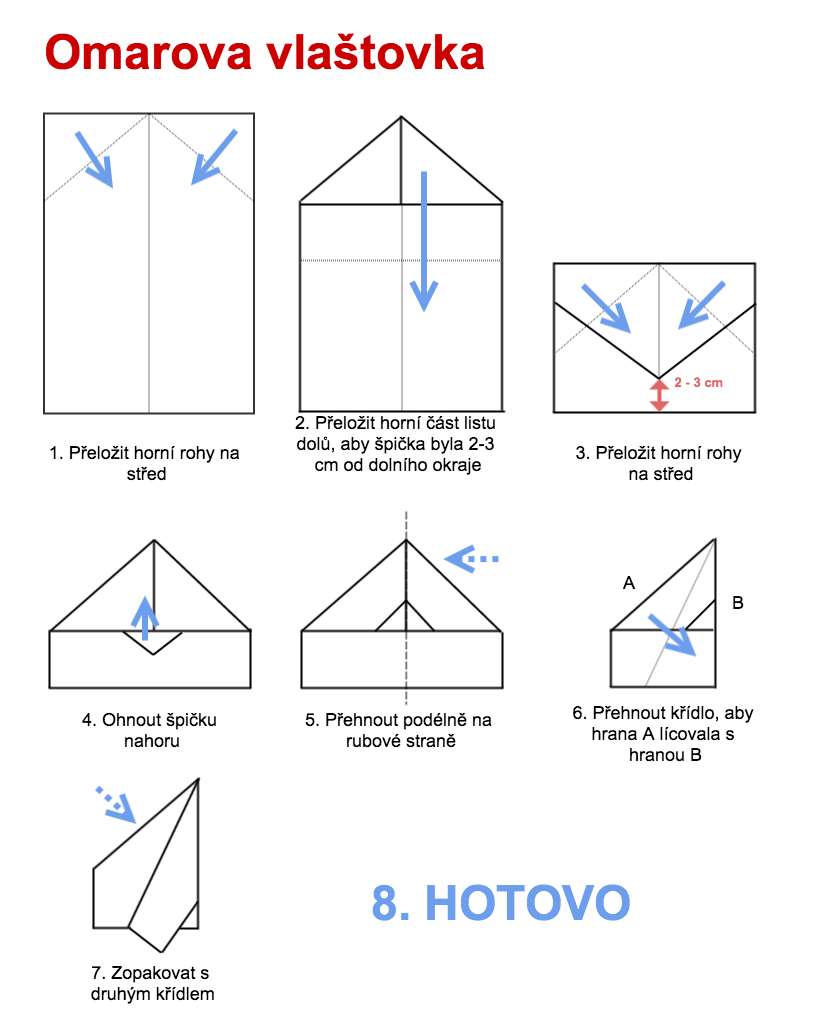 Omarova vlaštovka
1. Přeložit horní rohy na
střed
2. Přeložit horní část listu
dolů, aby špička byla 2-3
cm od dolního okraje
2 - 3 cm
3. Přeložit horní rohy
na střed
4. Ohnout špičku
nahoru
5. Přehnout podélně na
rubové straně
A
B
6. Přehnout křídlo, aby
hrana A lícovala s
hranou B
7. Zopakovat s
druhým křídlem
8. HOTOVO